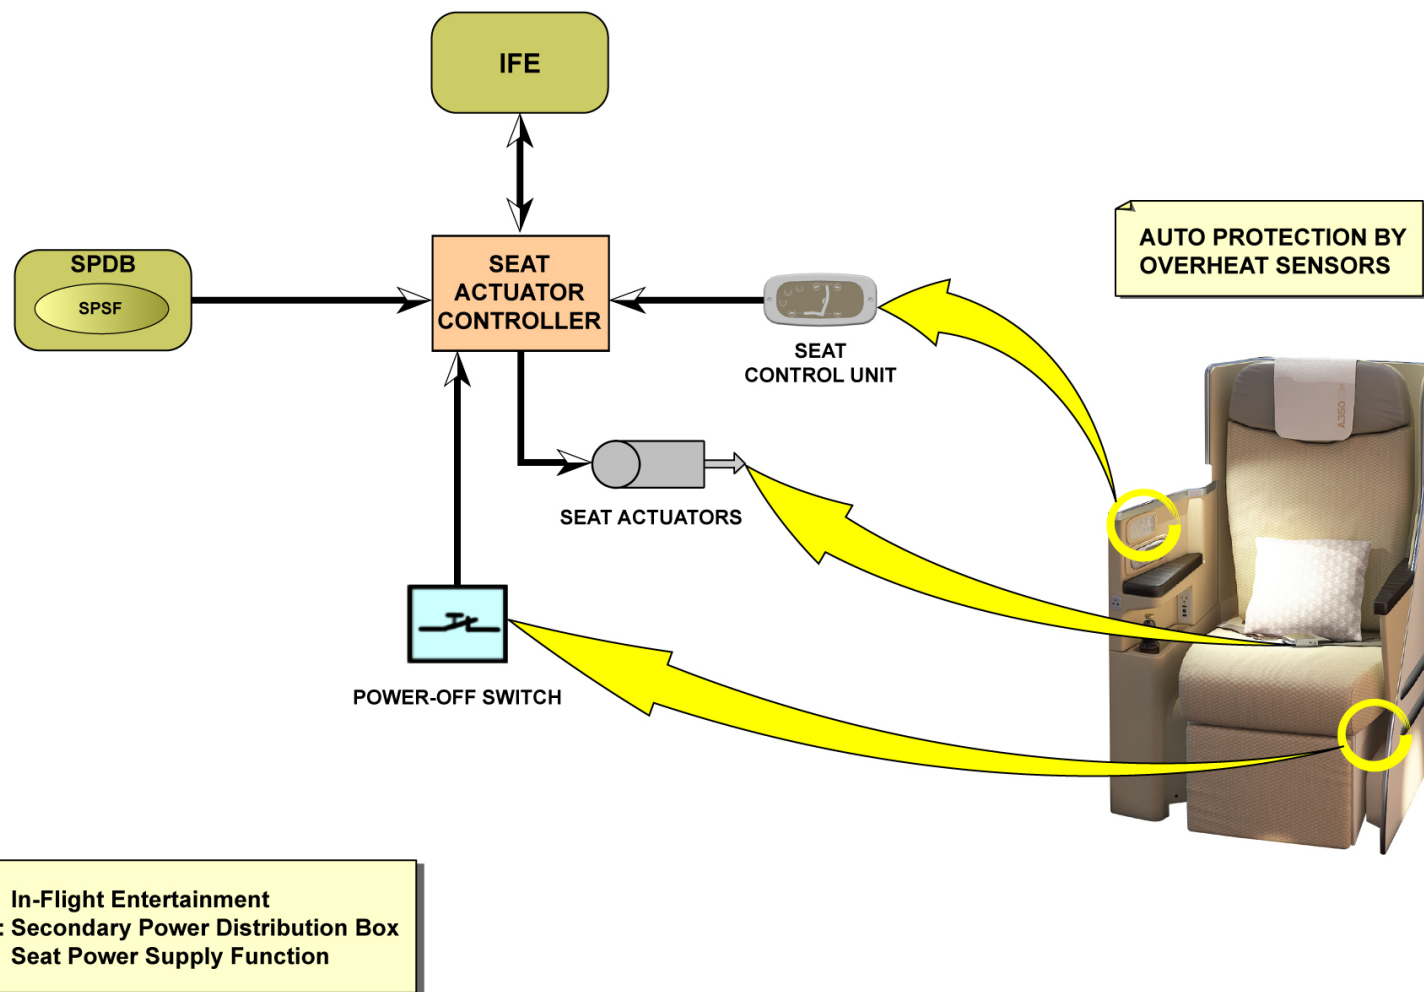 IFE
SPDB
SPSF
SEAT
ACTUATOR
CONTROLLER
SEAT
CONTROL UNIT
AUTO PROTECTION BY
OVERHEAT SENSORS
A350
SEAT ACTUATORS
POWER-OFF SWITCH
In-Flight Entertainment
: Secondary Power Distribution Box
Seat Power Supply Function